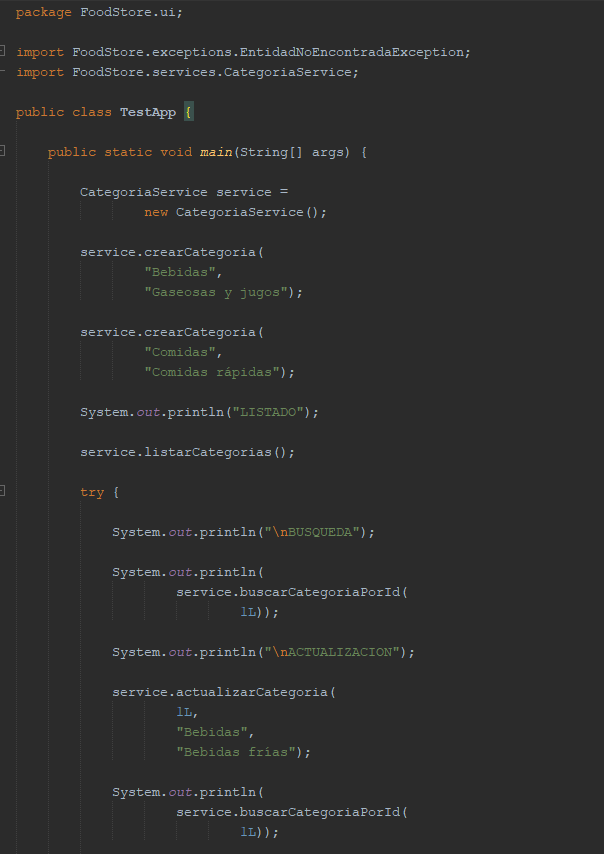 package FoodStore.ui;
import FoodStore.exceptions.EntidadNoEncontradaException;
import FoodStore.services.CategoriaService;
public class TestApp {
public static void main(String[] args) {
CategoriaService service =
new CategoriaService();
service.crearCategoria(
"Bebidas",
"Gaseosas y jugos");
service.crearCategoria(
"Comidas",
"Comidas rápidas");
System.out.println("LISTADO");
service.listarCategorias();
try {
System.out.println("\nBUSQUEDA");
System.out.println(
service.buscarCategoriaPorId(
1L));
System.out.println("\nACTUALIZACION");
service.actualizarCategoria(
1L,
"Bebidas",
"Bebidas frías");
System.out.println(
service.buscarCategoriaPorId(
1L));